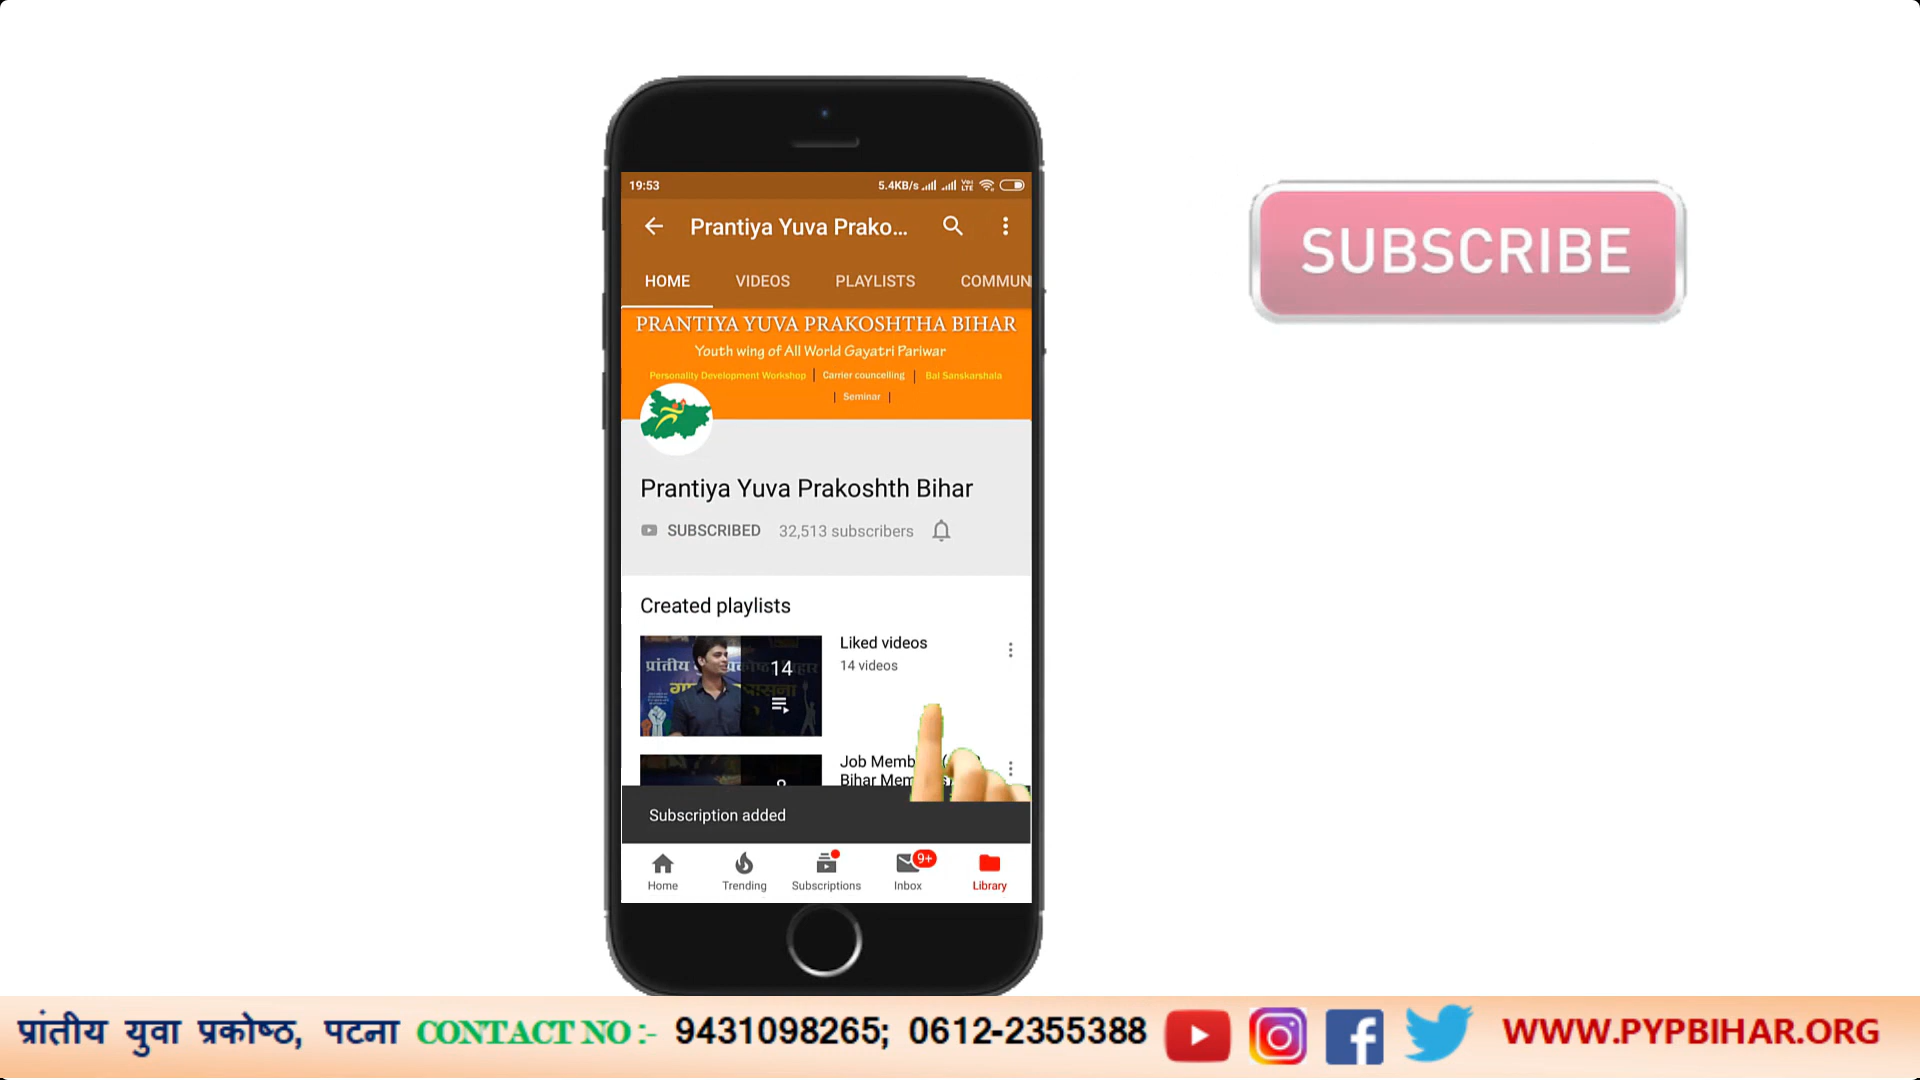 19:53
5.4KB/s
Prantiya Yuva Prako...
HOME VIDEOS PLAYLISTS COMMUN
PRANTIYA YUVA PRAKOSHTHA BIHAR
Youth wing of All World Gayatri Pariwar
Personality Development Workshop | Carrier councelling | Bal Sanskarshala
| Seminar |
Prantiya Yuva Prakoshth Bihar
SUBSCRIBED 32,513 subscribers
Created playlists
14
Liked videos
14 videos
Job Memb
Bihar Mem
Subscription added
Home Trending Subscriptions Inbox 9+ Library
SUBSCRIBE
प्रांतीय युवा प्रकोष्ठ, पटना CONTACT NO :- 9431098265; 0612-2355388 WWW.PYPBIHAR.ORG